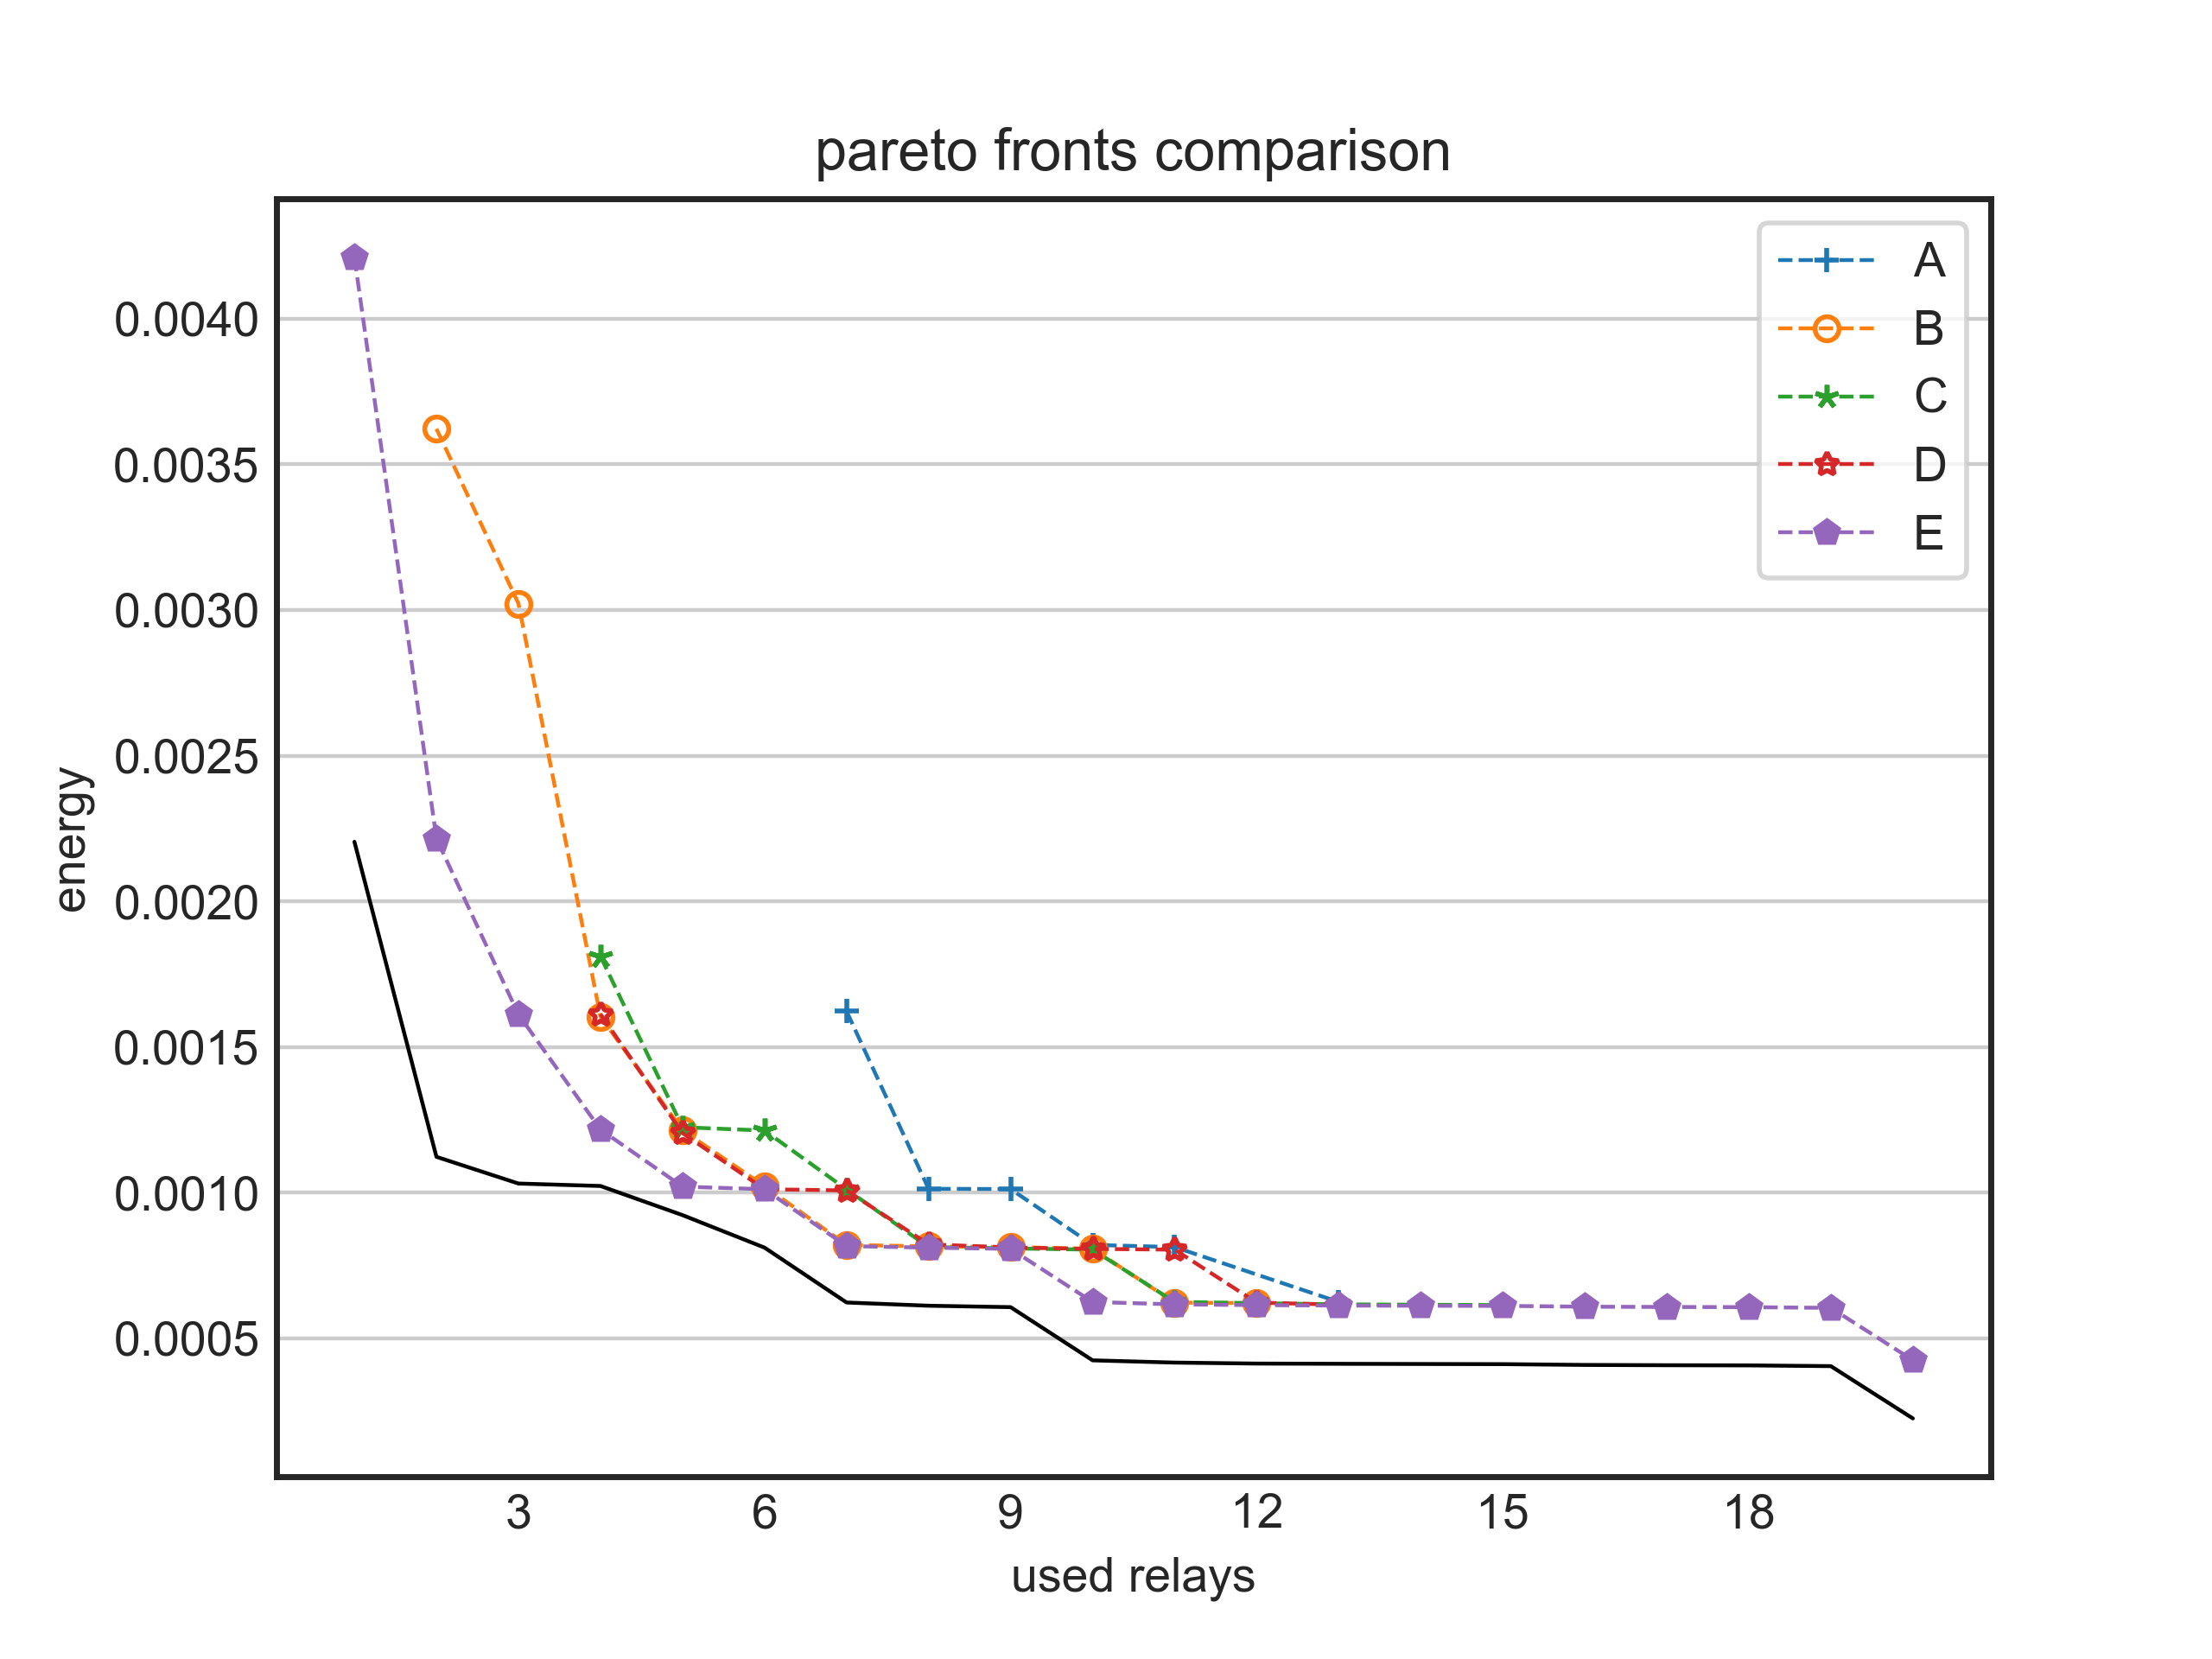 pareto fronts comparison
A
B
C
D
E
energy
0.0040
0.0035
0.0030
0.0025
0.0020
0.0015
0.0010
0.0005
3 6 9 12 15 18
used relays